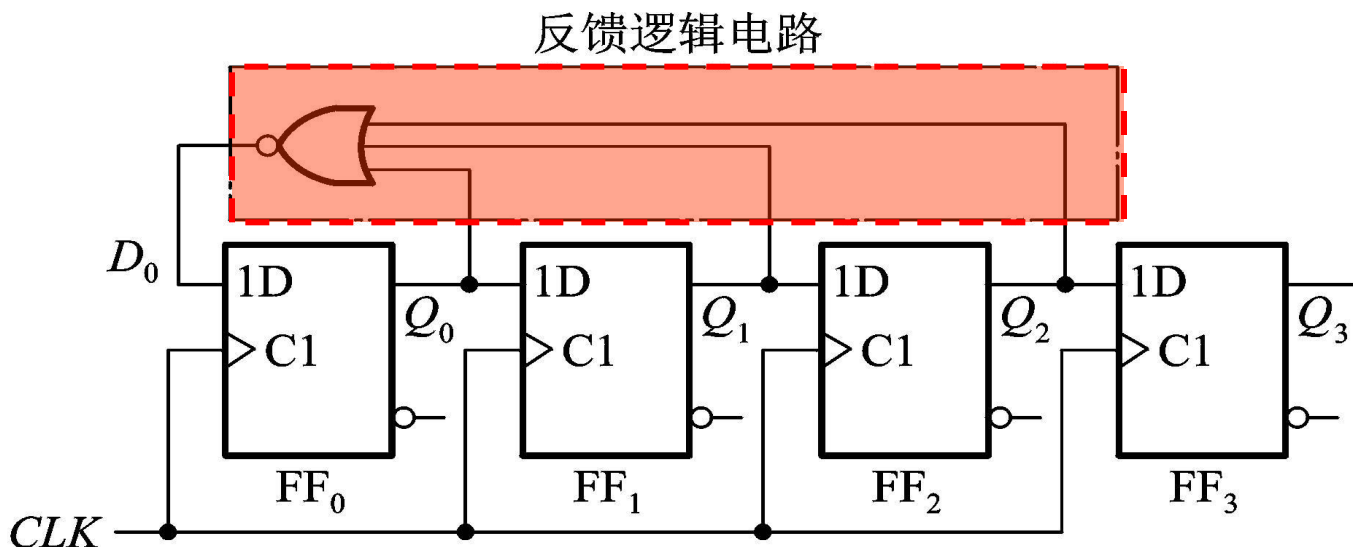 反馈逻辑电路
D₀ 1D Q₀ 1D Q₁ 1D Q₂ 1D Q₃
C1 C1 C1 C1
FF₀ FF₁ FF₂ FF₃
CLK